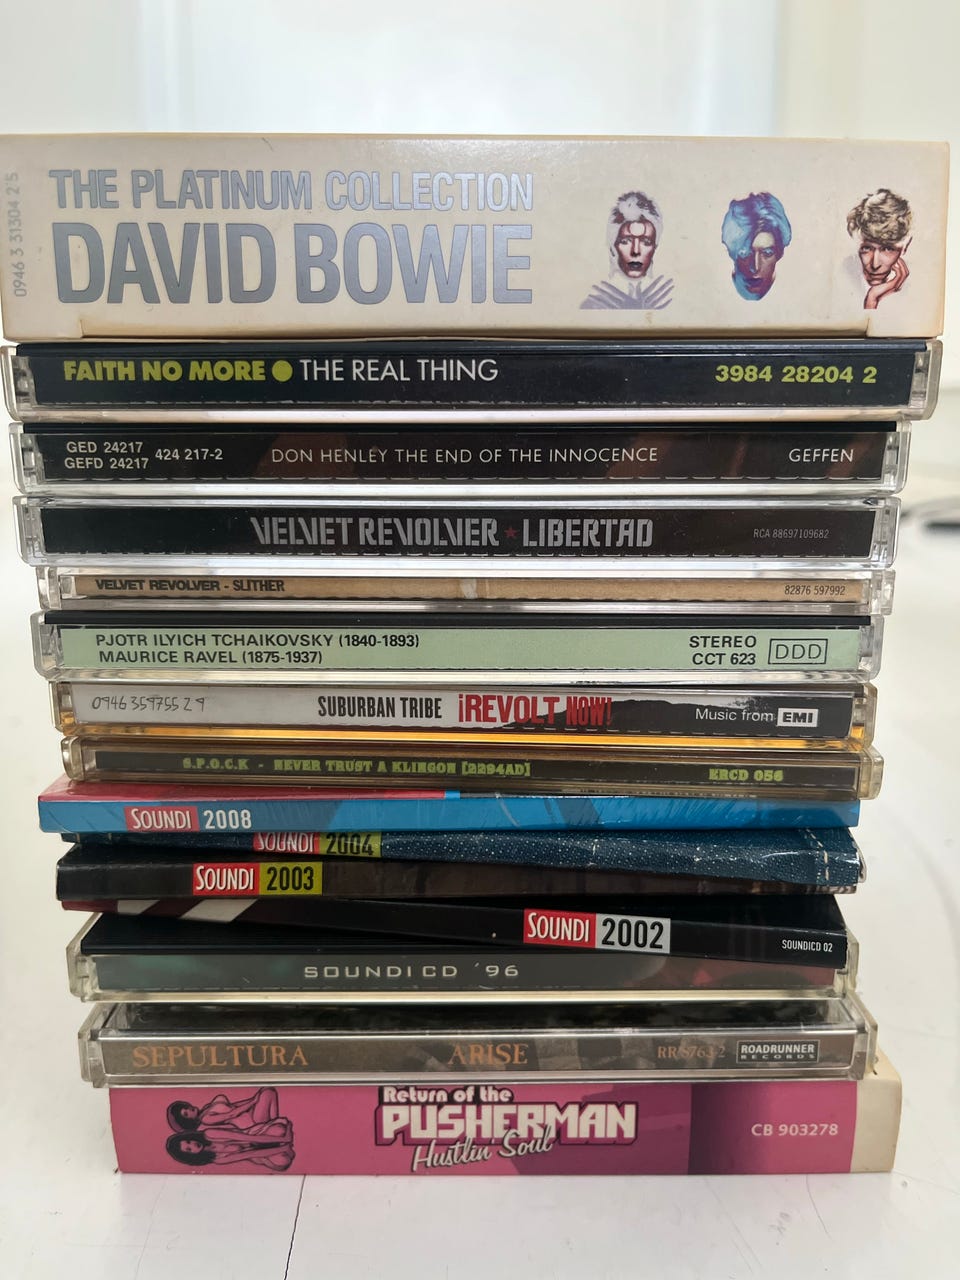 0946 3 31304 2 5
THE PLATINUM COLLECTION
DAVID BOWIE
FAITH NO MORE ● THE REAL THING 3984 28204 2
GED 24217
GEFD 24217 424 217-2 DON HENLEY THE END OF THE INNOCENCE GEFFEN
VELVET REVOLVER ★ LIBERTAD RCA 88697109682
VELVET REVOLVER - SLITHER 82876 597992
PJOTR ILYICH TCHAIKOVSKY (1840-1893)
MAURICE RAVEL (1875-1937)
STEREO
CCT 623 DDD
0946 3597552 9 SUBURBAN TRIBE ¡REVOLT NOW! Music from EMI
S.P.O.C.K - NEVER TRUST A KLINGON [2294AD] ERCD 056
SOUNDI 2008
SOUNDI 2004
SOUNDI 2003
SOUNDI 2002 SOUNDICD 02
SOUNDI CD '96
SEPULTURA ARISE RR 8763-2 ROADRUNNER
RECORDS
Return of the
PUSHERMAN
Hustlin' Soul
CB 903278